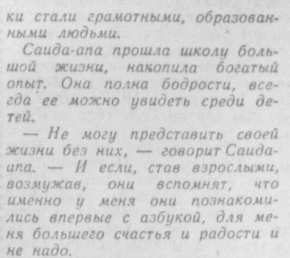 ки стали грамотными, образован-
ными людьми.
Саида-апа прошла школу боль-
шой жизни, накопила богатый
опыт. Она полна бодрости, все-
гда ее можно увидеть среди де-
тей.
— Не могу представить своей
жизни без них, — говорит Саида-
апа. — И если, став взрослыми,
возмужав, они вспомнят, что
именно у меня они познакоми-
лись впервые с азбукой, для ме-
ня большего счастья и радости и
не надо.